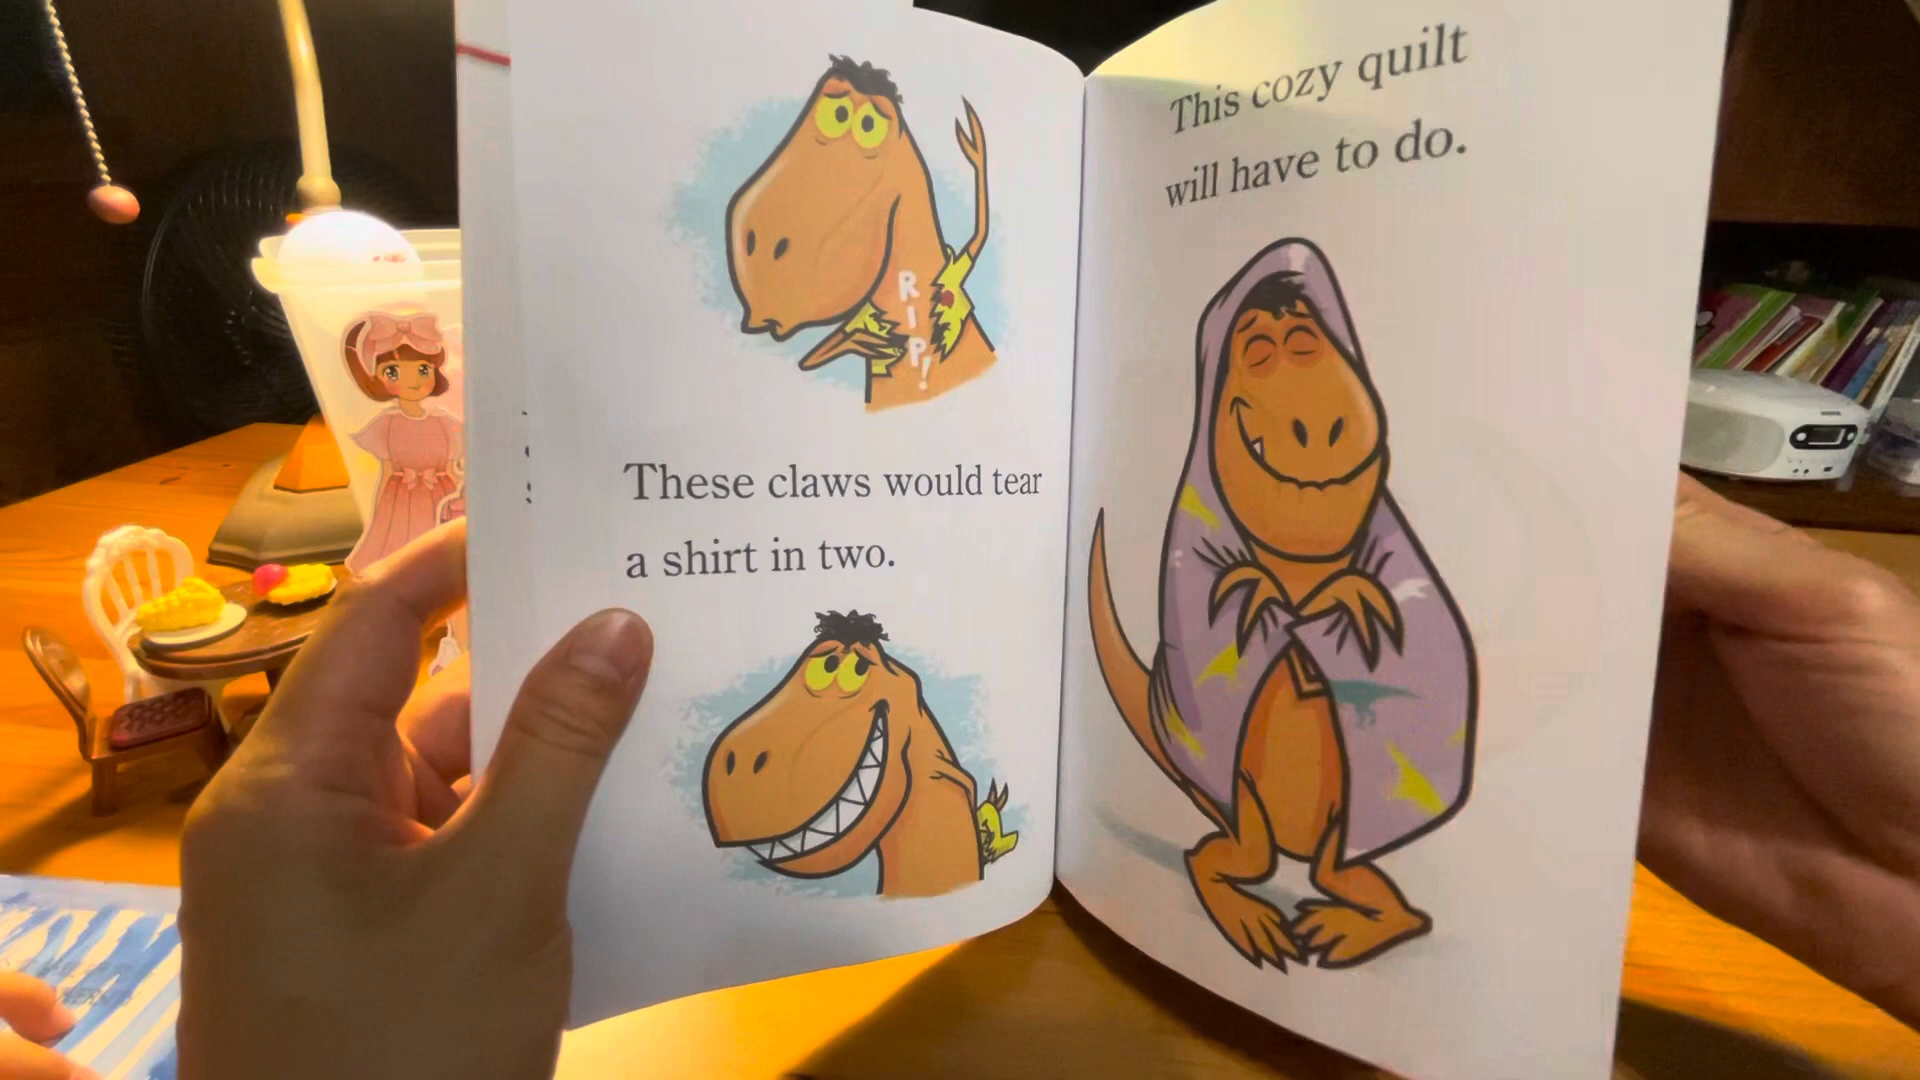 RIP!
These claws would tear
a shirt in two.
This cozy quilt
will have to do.